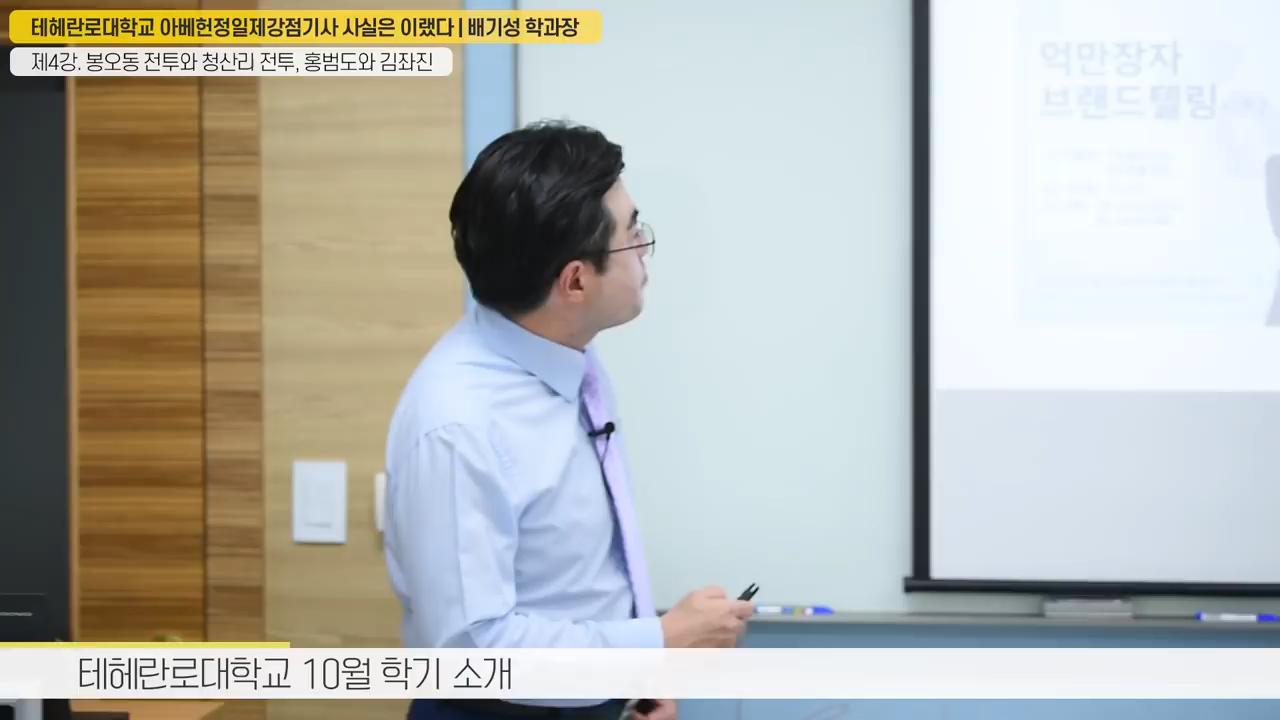 테헤란로대학교 아베헌정일제강점기사 사실은 이랬다 | 배기성 학과장
제4강. 봉오동 전투와 청산리 전투, 홍범도와 김좌진
억만장자
브랜드텔링
테헤란로대학교 10월 학기 소개